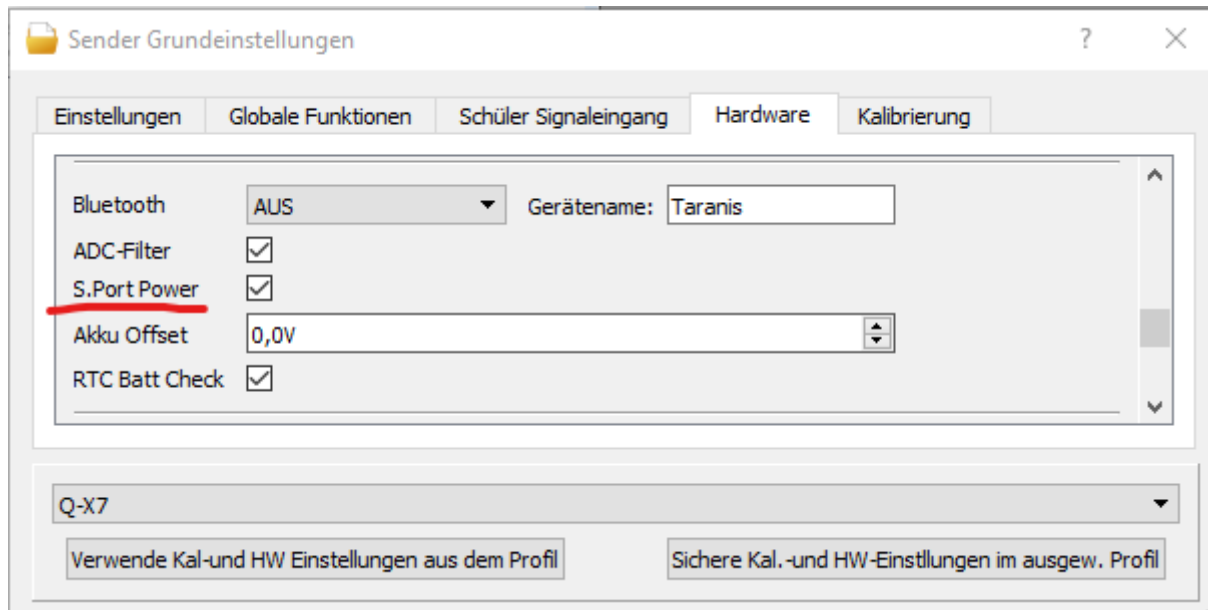 Sender Grundeinstellungen ? ×
Einstellungen Globale Funktionen Schüler Signaleingang Hardware Kalibrierung
Bluetooth AUS Gerätename: Taranis
ADC-Filter
S.Port Power
Akku Offset 0,0V
RTC Batt Check
Q-X7
Verwende Kal-und HW Einstellungen aus dem Profil Sichere Kal.-und HW-Einstllungen im ausgew. Profil